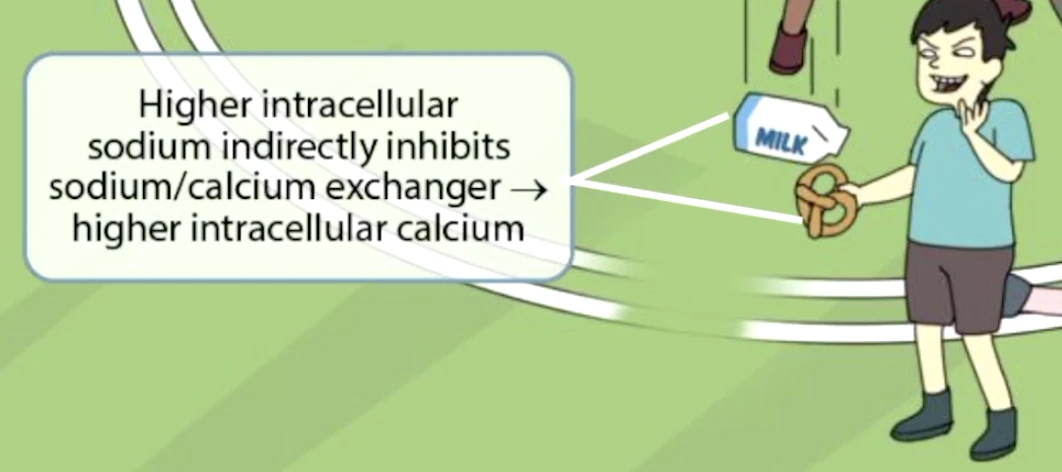 Higher intracellular
sodium indirectly inhibits
sodium/calcium exchanger →
higher intracellular calcium
MILK